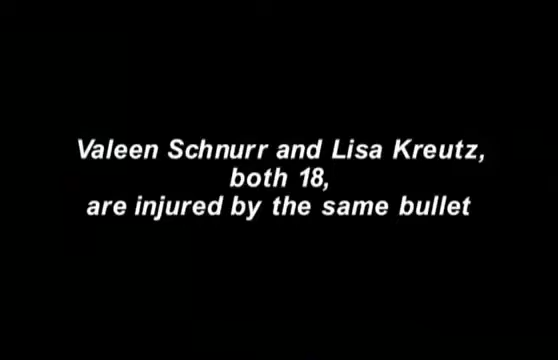 Valeen Schnurr and Lisa Kreutz,
both 18,
are injured by the same bullet